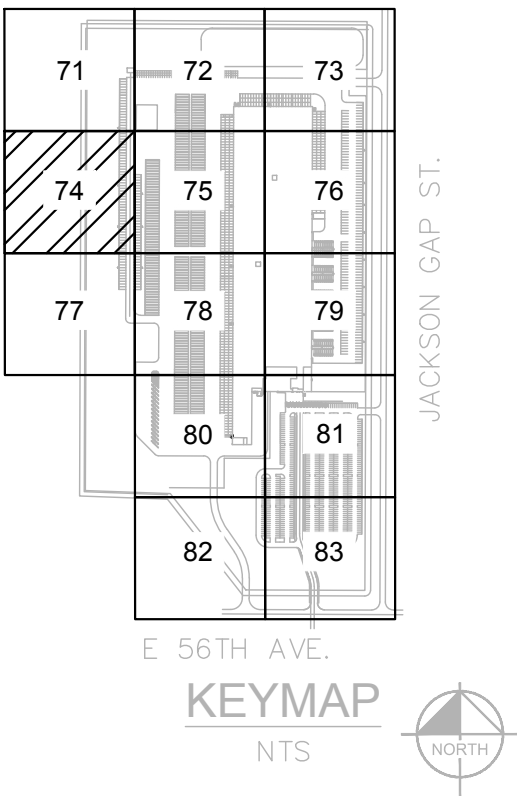 71 72 73
74 75 76
JACKSON GAP ST.
77 78 79
80 81
82 83
E 56TH AVE.
KEYMAP
NTS
NORTH